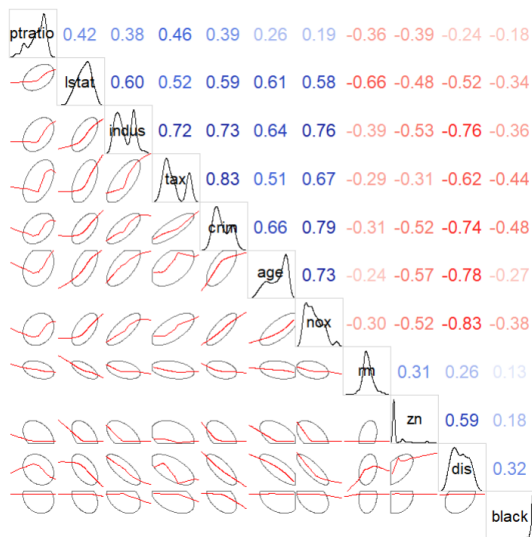 ptratio 0.42 0.38 0.46 0.39 0.26 0.19 -0.36 -0.39 -0.24 -0.18
lstat 0.60 0.52 0.59 0.61 0.58 -0.66 -0.48 -0.52 -0.34
indus 0.72 0.73 0.64 0.76 -0.39 -0.53 -0.76 -0.36
tax 0.83 0.51 0.67 -0.29 -0.31 -0.62 -0.44
crim 0.66 0.79 -0.31 -0.52 -0.74 -0.48
age 0.73 -0.24 -0.57 -0.78 -0.27
nox -0.30 -0.52 -0.83 -0.38
rm 0.31 0.26 0.13
zn 0.59 0.18
dis 0.32
black